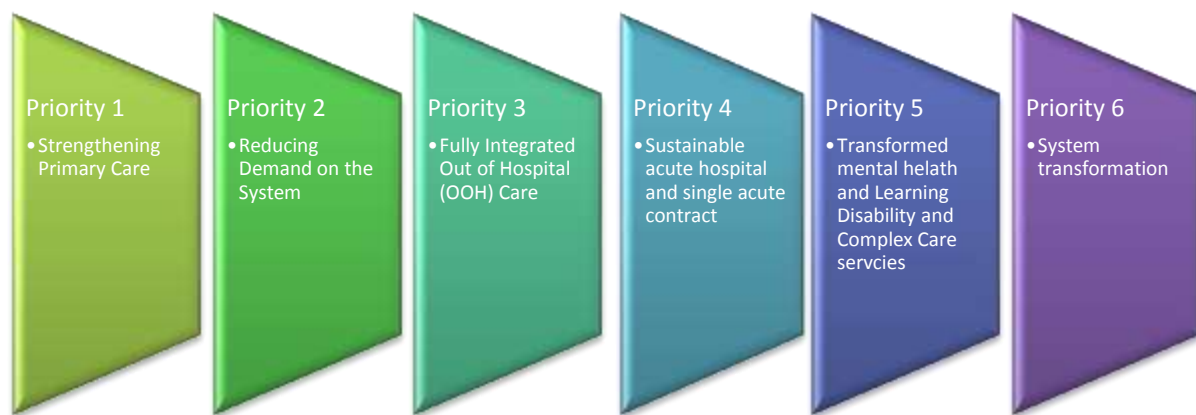 Priority 1
•Strengthening
Primary Care
Priority 2
•Reducing
Demand on the
System
Priority 3
•Fully Integrated
Out of Hospital
(OOH) Care
Priority 4
•Sustainable
acute hospital
and single acute
contract
Priority 5
•Transformed
mental helath
and Learning
Disability and
Complex Care
servcies
Priority 6
•System
transformation